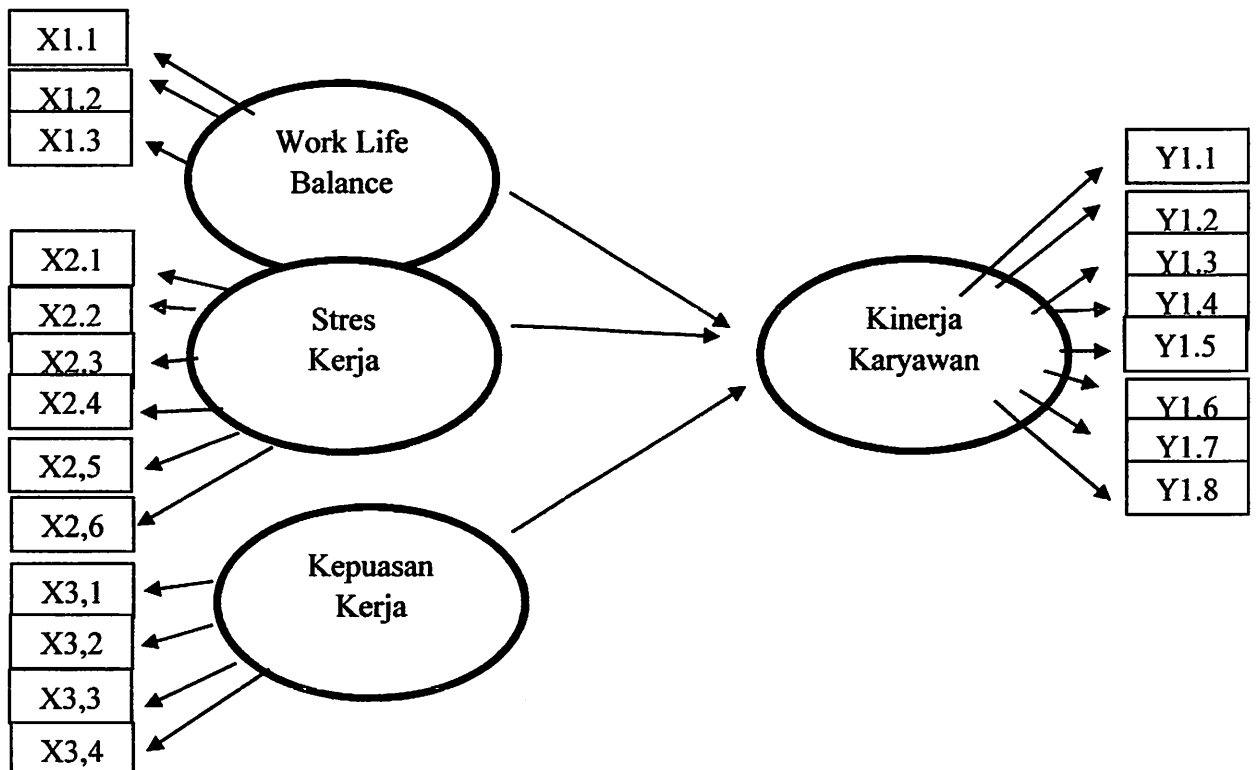 X1.1
X1.2
X1.3
Work Life
Balance
X2.1
X2.2
X2.3
X2.4
X2,5
X2,6
Stres
Kerja
X3,1
X3,2
X3,3
X3,4
Kepuasan
Kerja
Kinerja
Karyawan
Y1.1
Y1.2
Y1.3
Y1.4
Y1.5
Y1.6
Y1.7
Y1.8